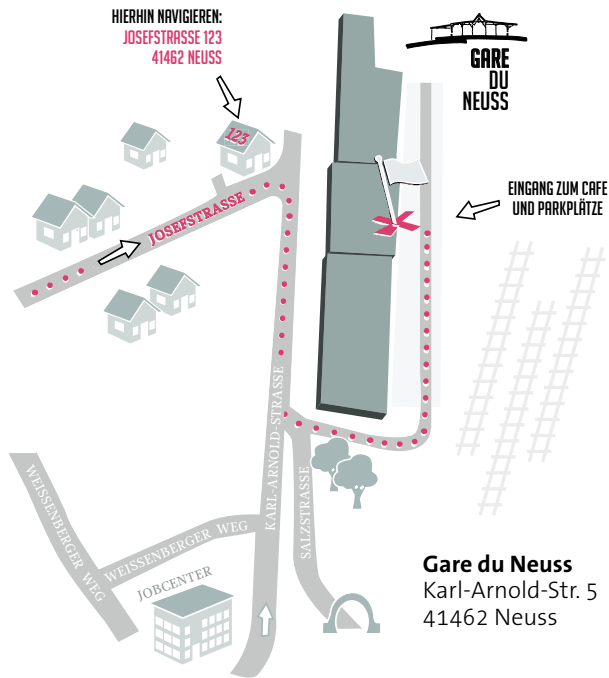 HIERHIN NAVIGIEREN:
JOSEFSTRASSE 123
41462 NEUSS
GARE
DU
NEUSS
123
EINGANG ZUM CAFE
UND PARKPLÄTZE
JOSEFSTRASSE
KARL-ARNOLD-STRASSE
SALZSTRASSE
WEISSENBERGER WEG
WEISSENBERGER WEG
JOBCENTER
Gare du Neuss
Karl-Arnold-Str. 5
41462 Neuss